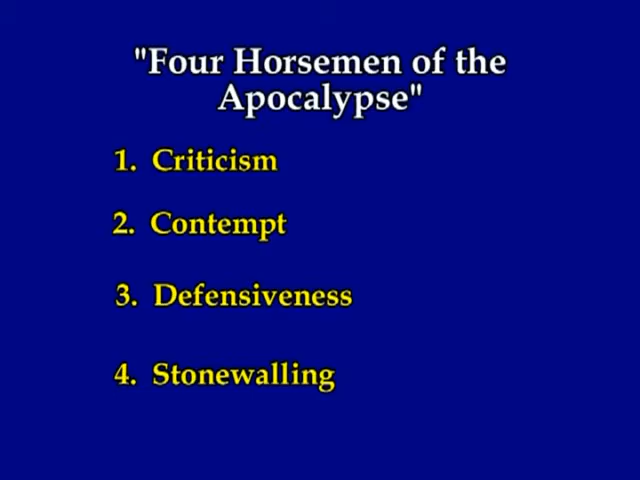 "Four Horsemen of the
Apocalypse"
1. Criticism
2. Contempt
3. Defensiveness
4. Stonewalling